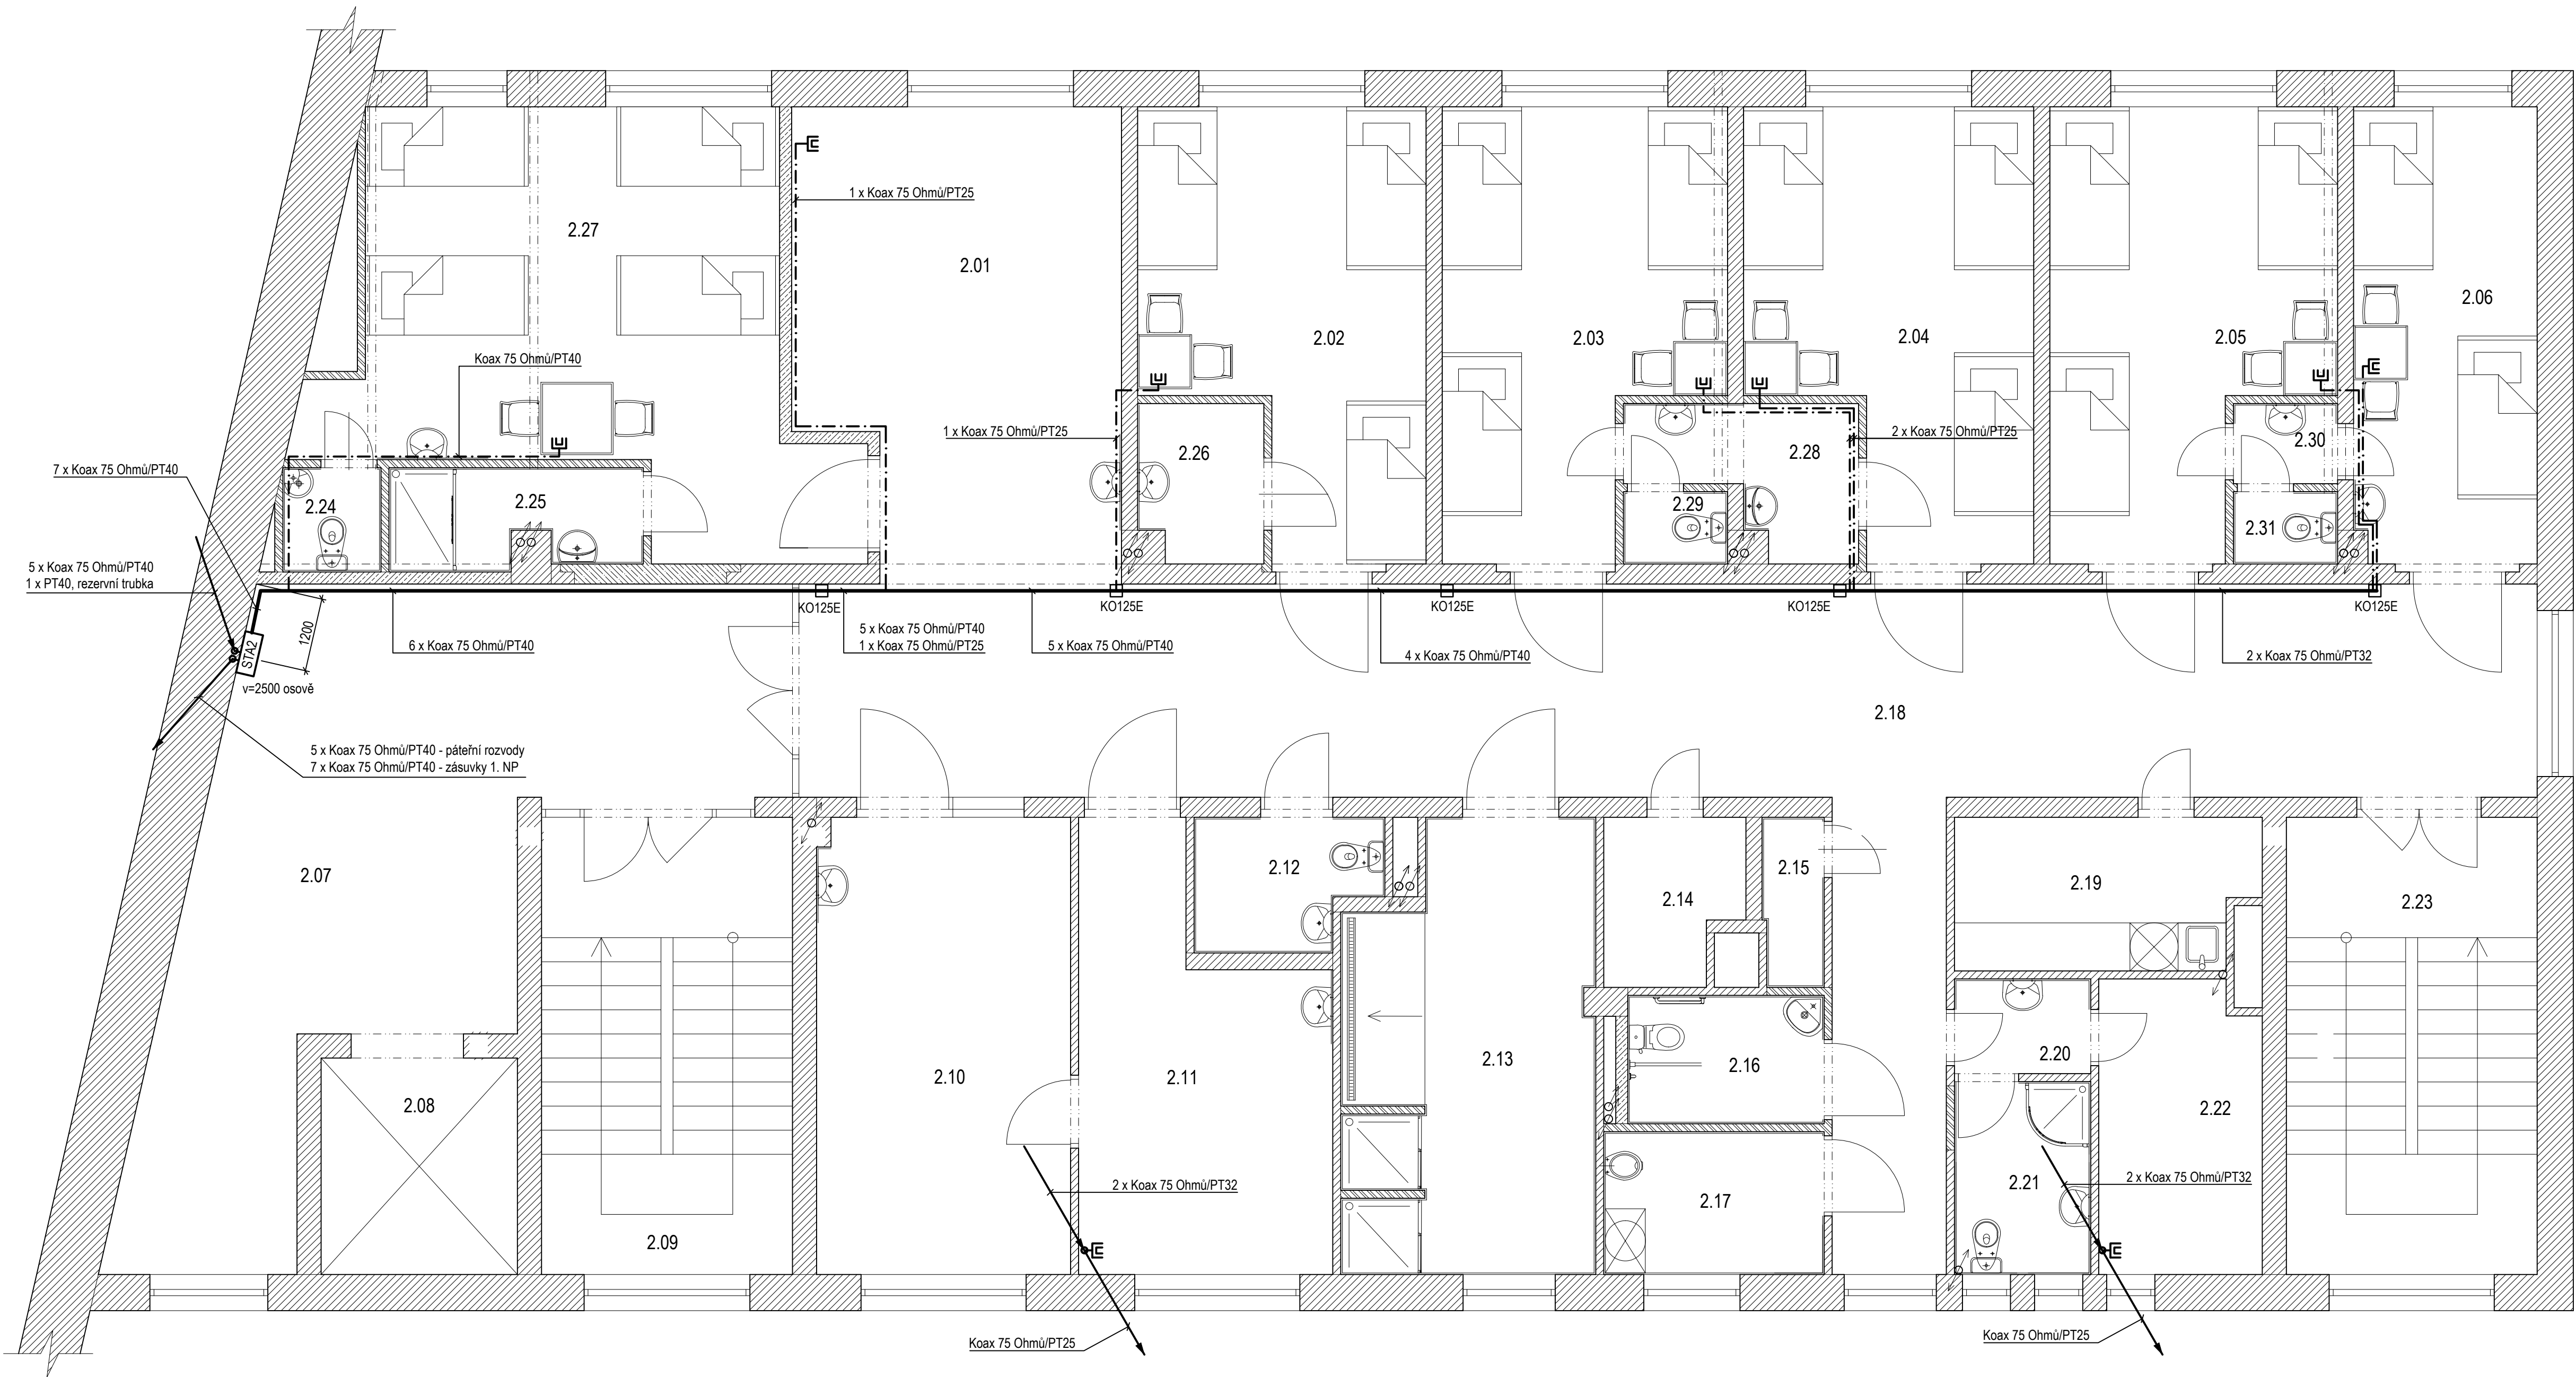 1 x Koax 75 Ohmů/PT25
2.27
2.01
2.06
2.02
2.03
2.04
2.05
Koax 75 Ohmů/PT40
1 x Koax 75 Ohmů/PT25
2 x Koax 75 Ohmů/PT25
2.30
2.26
2.28
7 x Koax 75 Ohmů/PT40
2.24
2.25
2.29
2.31
5 x Koax 75 Ohmů/PT40
1 x PT40, rezervní trubka
KO125E
KO125E
KO125E
KO125E
KO125E
1200
STA2
6 x Koax 75 Ohmů/PT40
5 x Koax 75 Ohmů/PT40
1 x Koax 75 Ohmů/PT25
5 x Koax 75 Ohmů/PT40
4 x Koax 75 Ohmů/PT40
2 x Koax 75 Ohmů/PT32
v=2500 osově
2.18
5 x Koax 75 Ohmů/PT40 - páteřní rozvody
7 x Koax 75 Ohmů/PT40 - zásuvky 1. NP
2.07
2.12
2.14
2.15
2.19
2.23
2.08
2.10
2.11
2.13
2.16
2.20
2.22
2 x Koax 75 Ohmů/PT32
2.17
2.21
2 x Koax 75 Ohmů/PT32
2.09
Koax 75 Ohmů/PT25
Koax 75 Ohmů/PT25